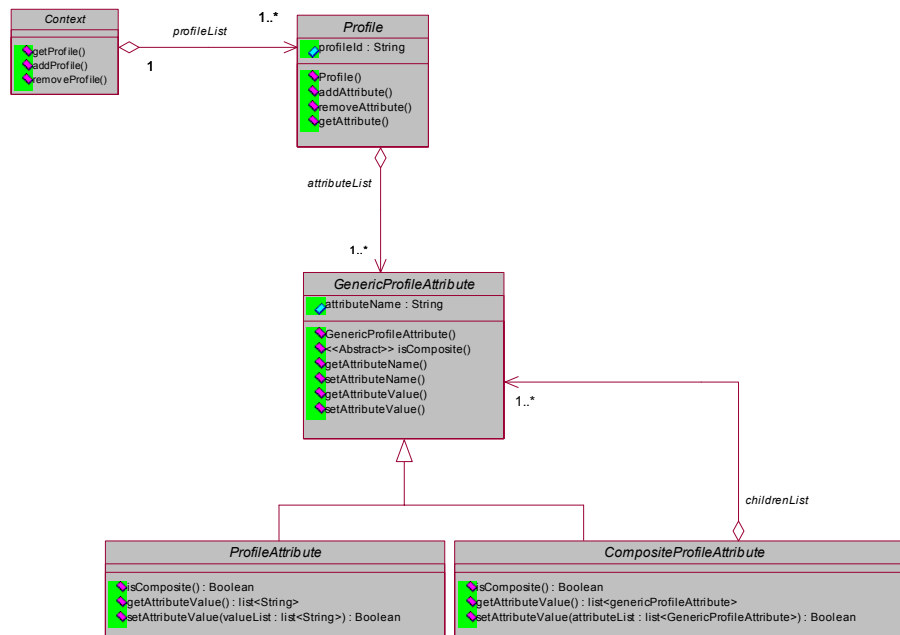 Context
getProfile()
addProfile()
removeProfile()
profileList
1
1..*
Profile
profileId : String
Profile()
addAttribute()
removeAttribute()
getAttribute()
attributeList
1..*
GenericProfileAttribute
attributeName : String
GenericProfileAttribute()
<<Abstract>> isComposite()
getAttributeName()
setAttributeName()
getAttributeValue()
setAttributeValue()
1..*
childrenList
ProfileAttribute
isComposite() : Boolean
getAttributeValue() : list<String>
setAttributeValue(valueList : list<String>) : Boolean
CompositeProfileAttribute
isComposite() : Boolean
getAttributeValue() : list<genericProfileAttribute>
setAttributeValue(attributeList : list<GenericProfileAttribute>) : Boolean